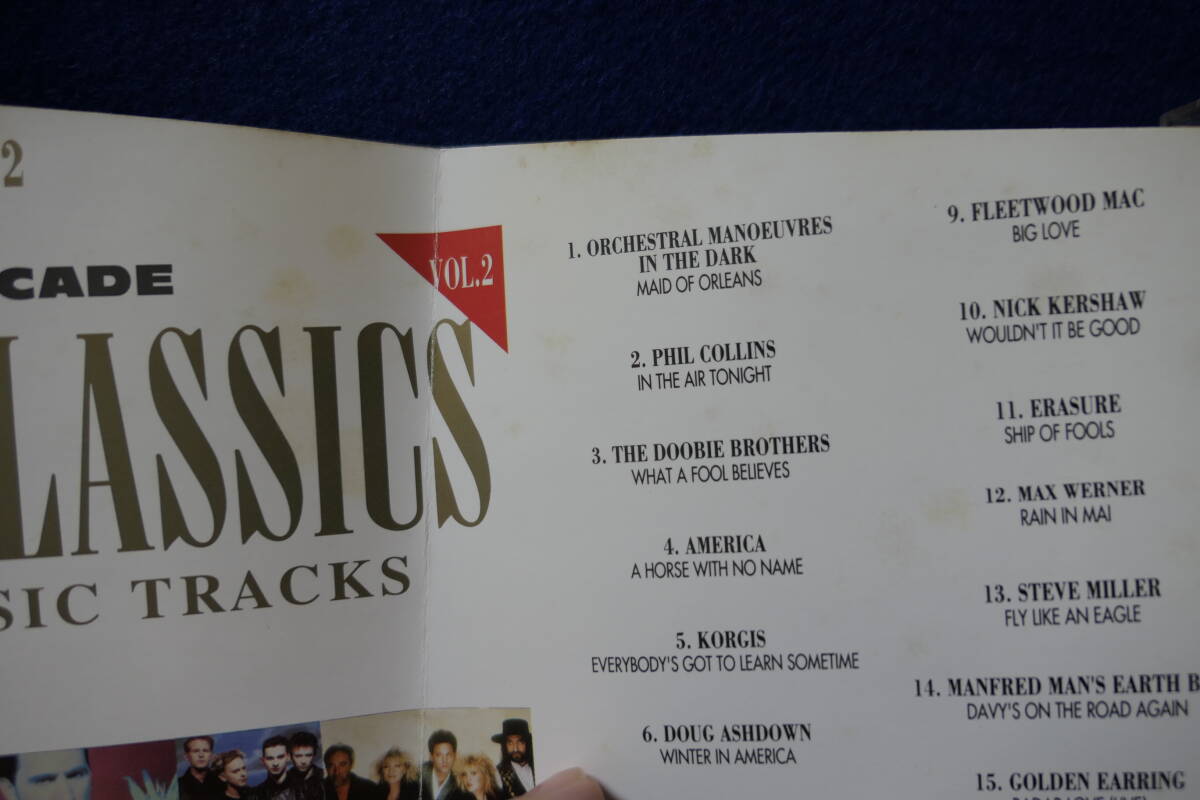 2
CADE
VOL.2
LASSICS
SIC TRACKS
1. ORCHESTRAL MANOEUVRES
IN THE DARK
MAID OF ORLEANS
2. PHIL COLLINS
IN THE AIR TONIGHT
3. THE DOOBIE BROTHERS
WHAT A FOOL BELIEVES
4. AMERICA
A HORSE WITH NO NAME
5. KORGIS
EVERYBODY'S GOT TO LEARN SOMETIME
6. DOUG ASHDOWN
WINTER IN AMERICA
9. FLEETWOOD MAC
BIG LOVE
10. NICK KERSHAW
WOULDN'T IT BE GOOD
11. ERASURE
SHIP OF FOOLS
12. MAX WERNER
RAIN IN MAI
13. STEVE MILLER
FLY LIKE AN EAGLE
14. MANFRED MAN'S EARTH B
DAVY'S ON THE ROAD AGAIN
15. GOLDEN EARRING